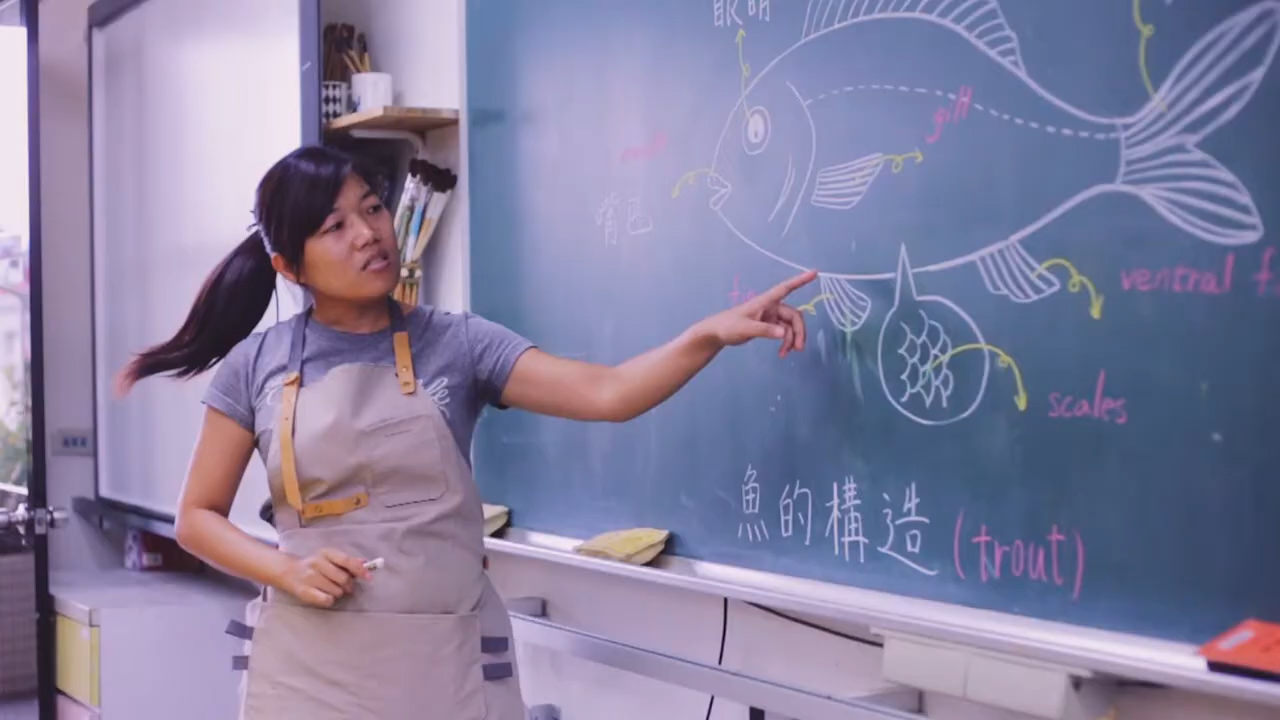 眼睛
gill
嘴巴
ventral f
scales
魚的構造 (trout)